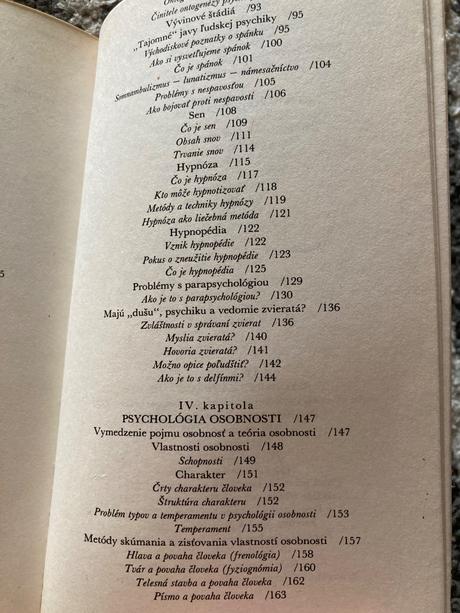 Činitele ontogenézy
Vývinové štádiá /93
„Tajomné" javy ľudskej psychiky /95
Východiskové poznatky o spánku /95
Ako si vysvetľujeme spánok /100
Čo je spánok /101
Somnambulizmus — lunatizmus — námesačníctvo /104
Problémy s nespavosťou /105
Ako bojovať proti nespavosti /106
Sen /108
Čo je sen /109
Obsah snov /111
Trvanie snov /114
Hypnóza /115
Čo je hypnóza /117
Kto môže hypnotizovať /118
Metódy a techniky hypnózy /119
Hypnóza ako liečebná metóda /121
Hypnopédia /122
Vznik hypnopédie /122
Pokus o zneužitie hypnopédie /123
Čo je hypnopédia /125
Problémy s parapsychológiou /129
Ako je to s parapsychológiou? /130
Majú „dušu", psychiku a vedomie zvieratá? /136
Zvláštnosti v správaní zvierat /136
Myslia zvieratá? /140
Hovoria zvieratá? /141
Možno opice poľudštiť? /142
Ako je to s delfínmi? /144
IV. kapitola
PSYCHOLÓGIA OSOBNOSTI /147
Vymedzenie pojmu osobnosť a teória osobnosti /147
Vlastnosti osobnosti /148
Schopnosti /149
Charakter /151
Črty charakteru človeka /152
Štruktúra charakteru /152
Problém typov a temperamentu v psychológii osobnosti /153
Temperament /155
Metódy skúmania a zisťovania vlastností osobnosti /157
Hlava a povaha človeka (frenológia) /158
Tvár a povaha človeka (fyziognómia) /160
Telesná stavba a povaha človeka /162
Písmo a povaha človeka /163
5